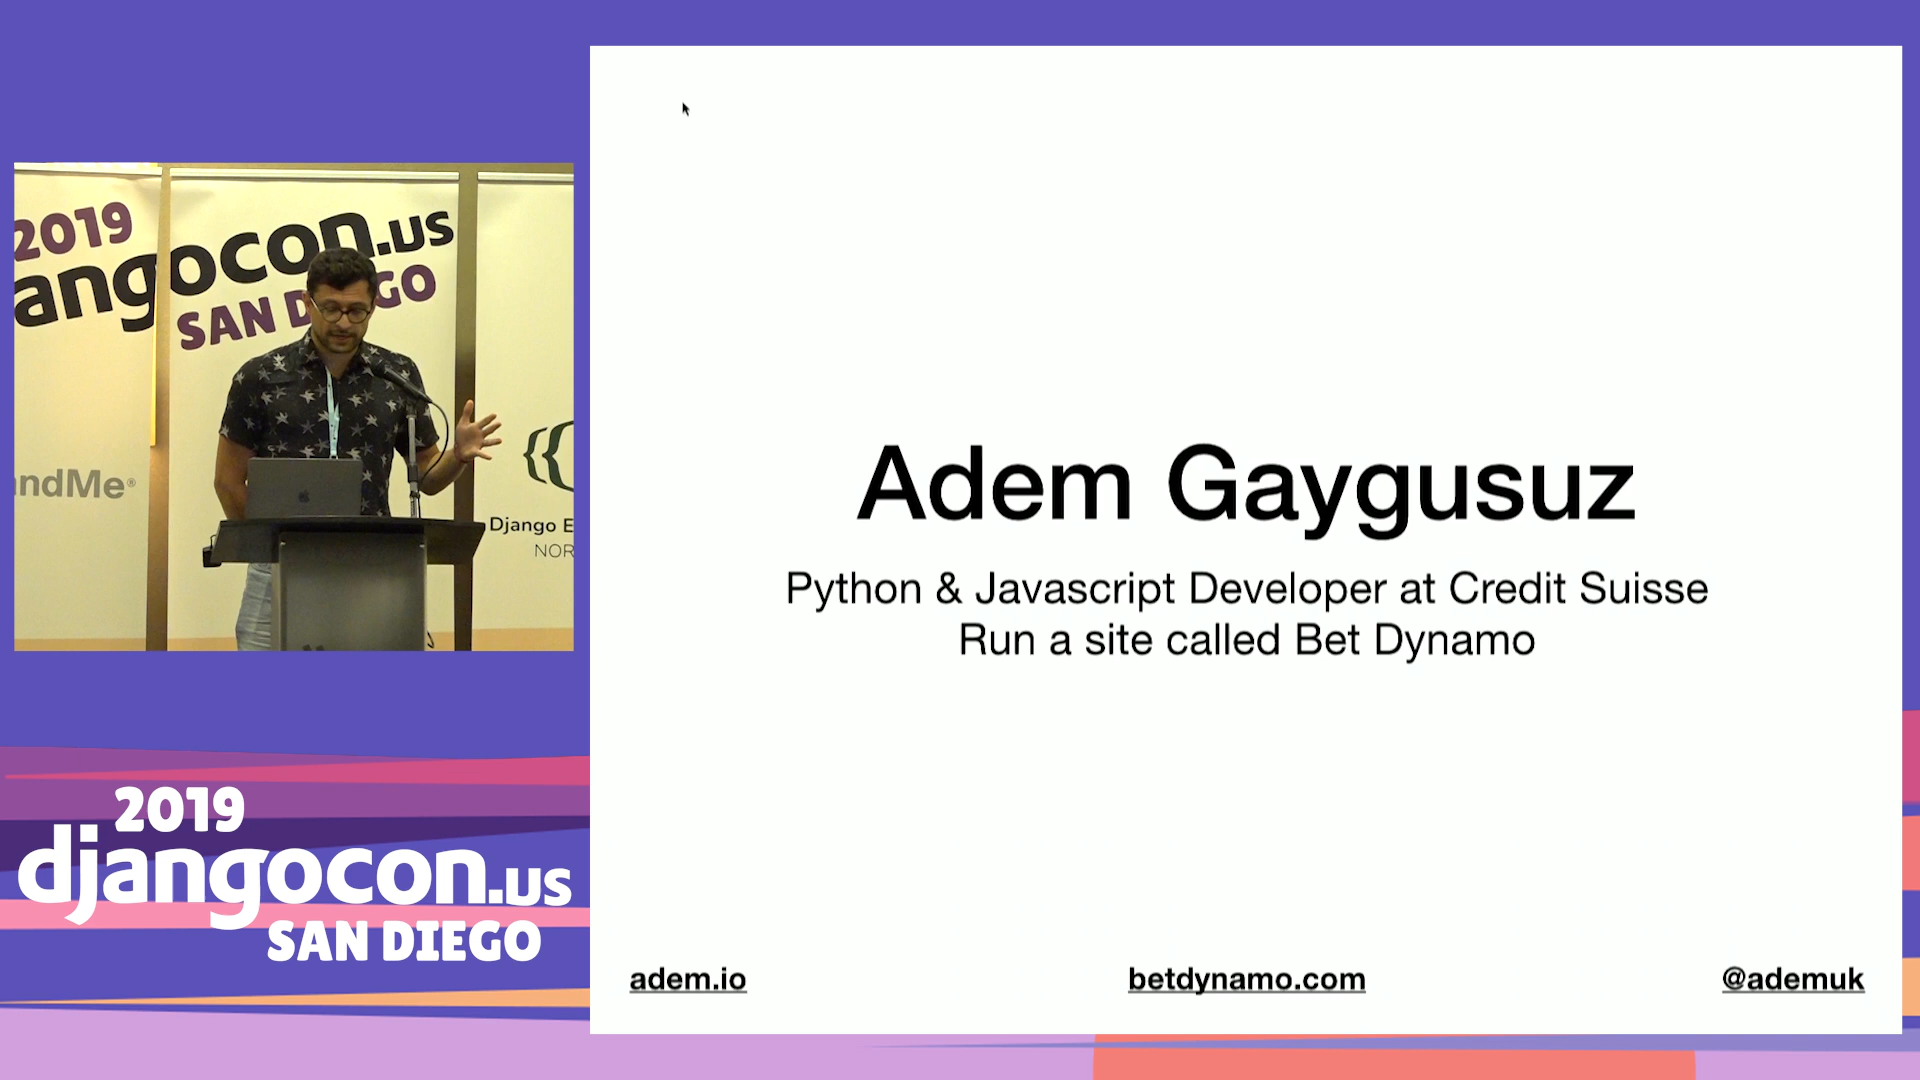 2019
angocon.us
SAN D GO
ndMe®
Django E
NOR
2019
djangocon.us
SAN DIEGO
Adem Gaygusuz
Python & Javascript Developer at Credit Suisse
Run a site called Bet Dynamo
adem.io
betdynamo.com
@ademuk